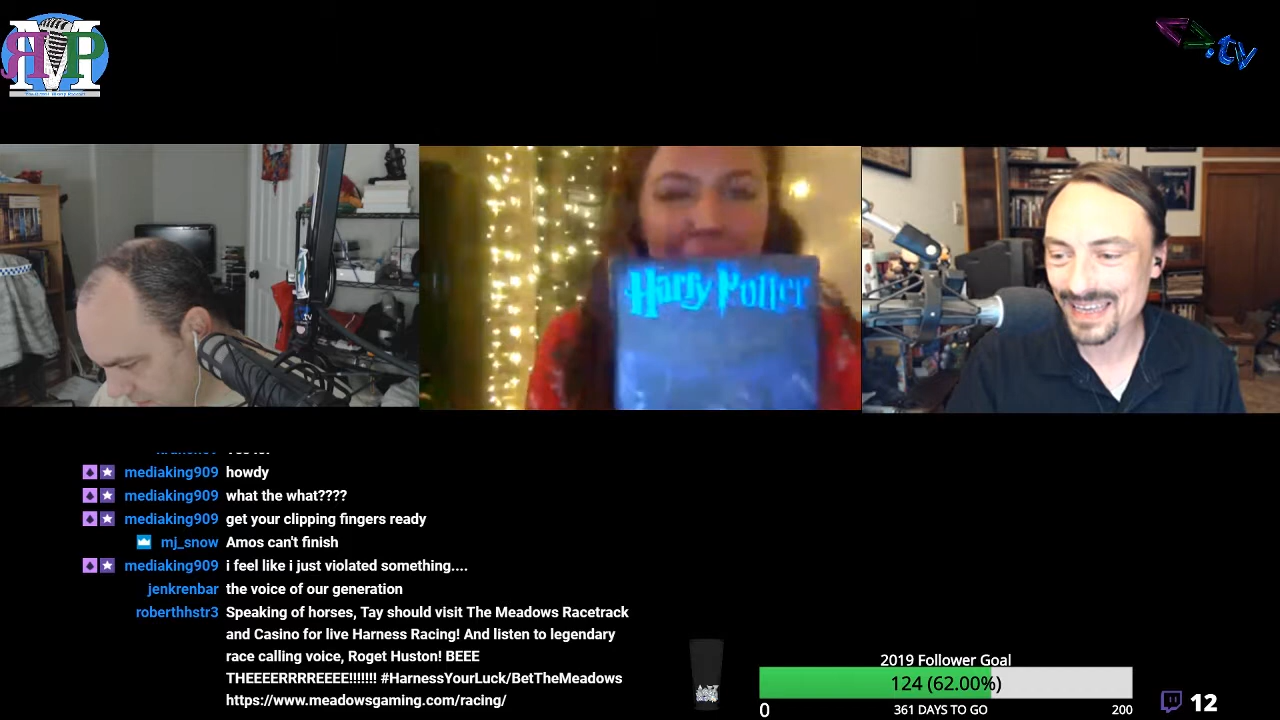 RMP
.tv
Harry Potter
mediaking909 howdy
mediaking909 what the what????
mediaking909 get your clipping fingers ready
mj_snow Amos can't finish
mediaking909 i feel like i just violated something....
jenkrenbar the voice of our generation
roberthhstr3 Speaking of horses, Tay should visit The Meadows Racetrack
and Casino for live Harness Racing! And listen to legendary
race calling voice, Roget Huston! BEEE
THEEEERRRREEEE!!!!!!! #HarnessYourLuck/BetTheMeadows
https://www.meadowsgaming.com/racing/
2019 Follower Goal
124 (62.00%)
0 361 DAYS TO GO 200
12